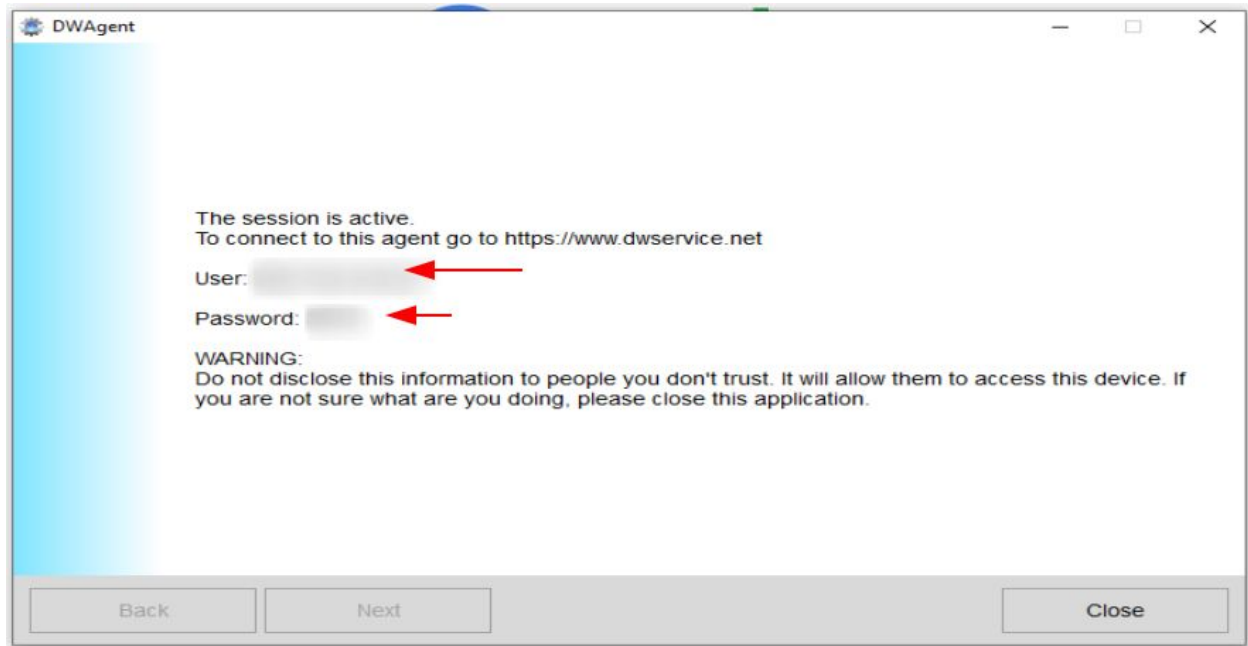 DWAgent
The session is active.
To connect to this agent go to https://www.dwservice.net
User:
Password:
WARNING:
Do not disclose this information to people you don't trust. It will allow them to access this device. If
you are not sure what are you doing, please close this application.
Back
Next
Close